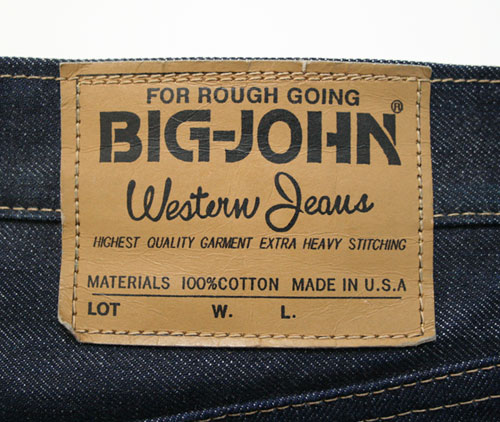 FOR ROUGH GOING
BIG-JOHN®
Western Jeans
HIGHEST QUALITY GARMENT EXTRA HEAVY STITCHING
MATERIALS 100%COTTON MADE IN U.S.A
LOT W. L.